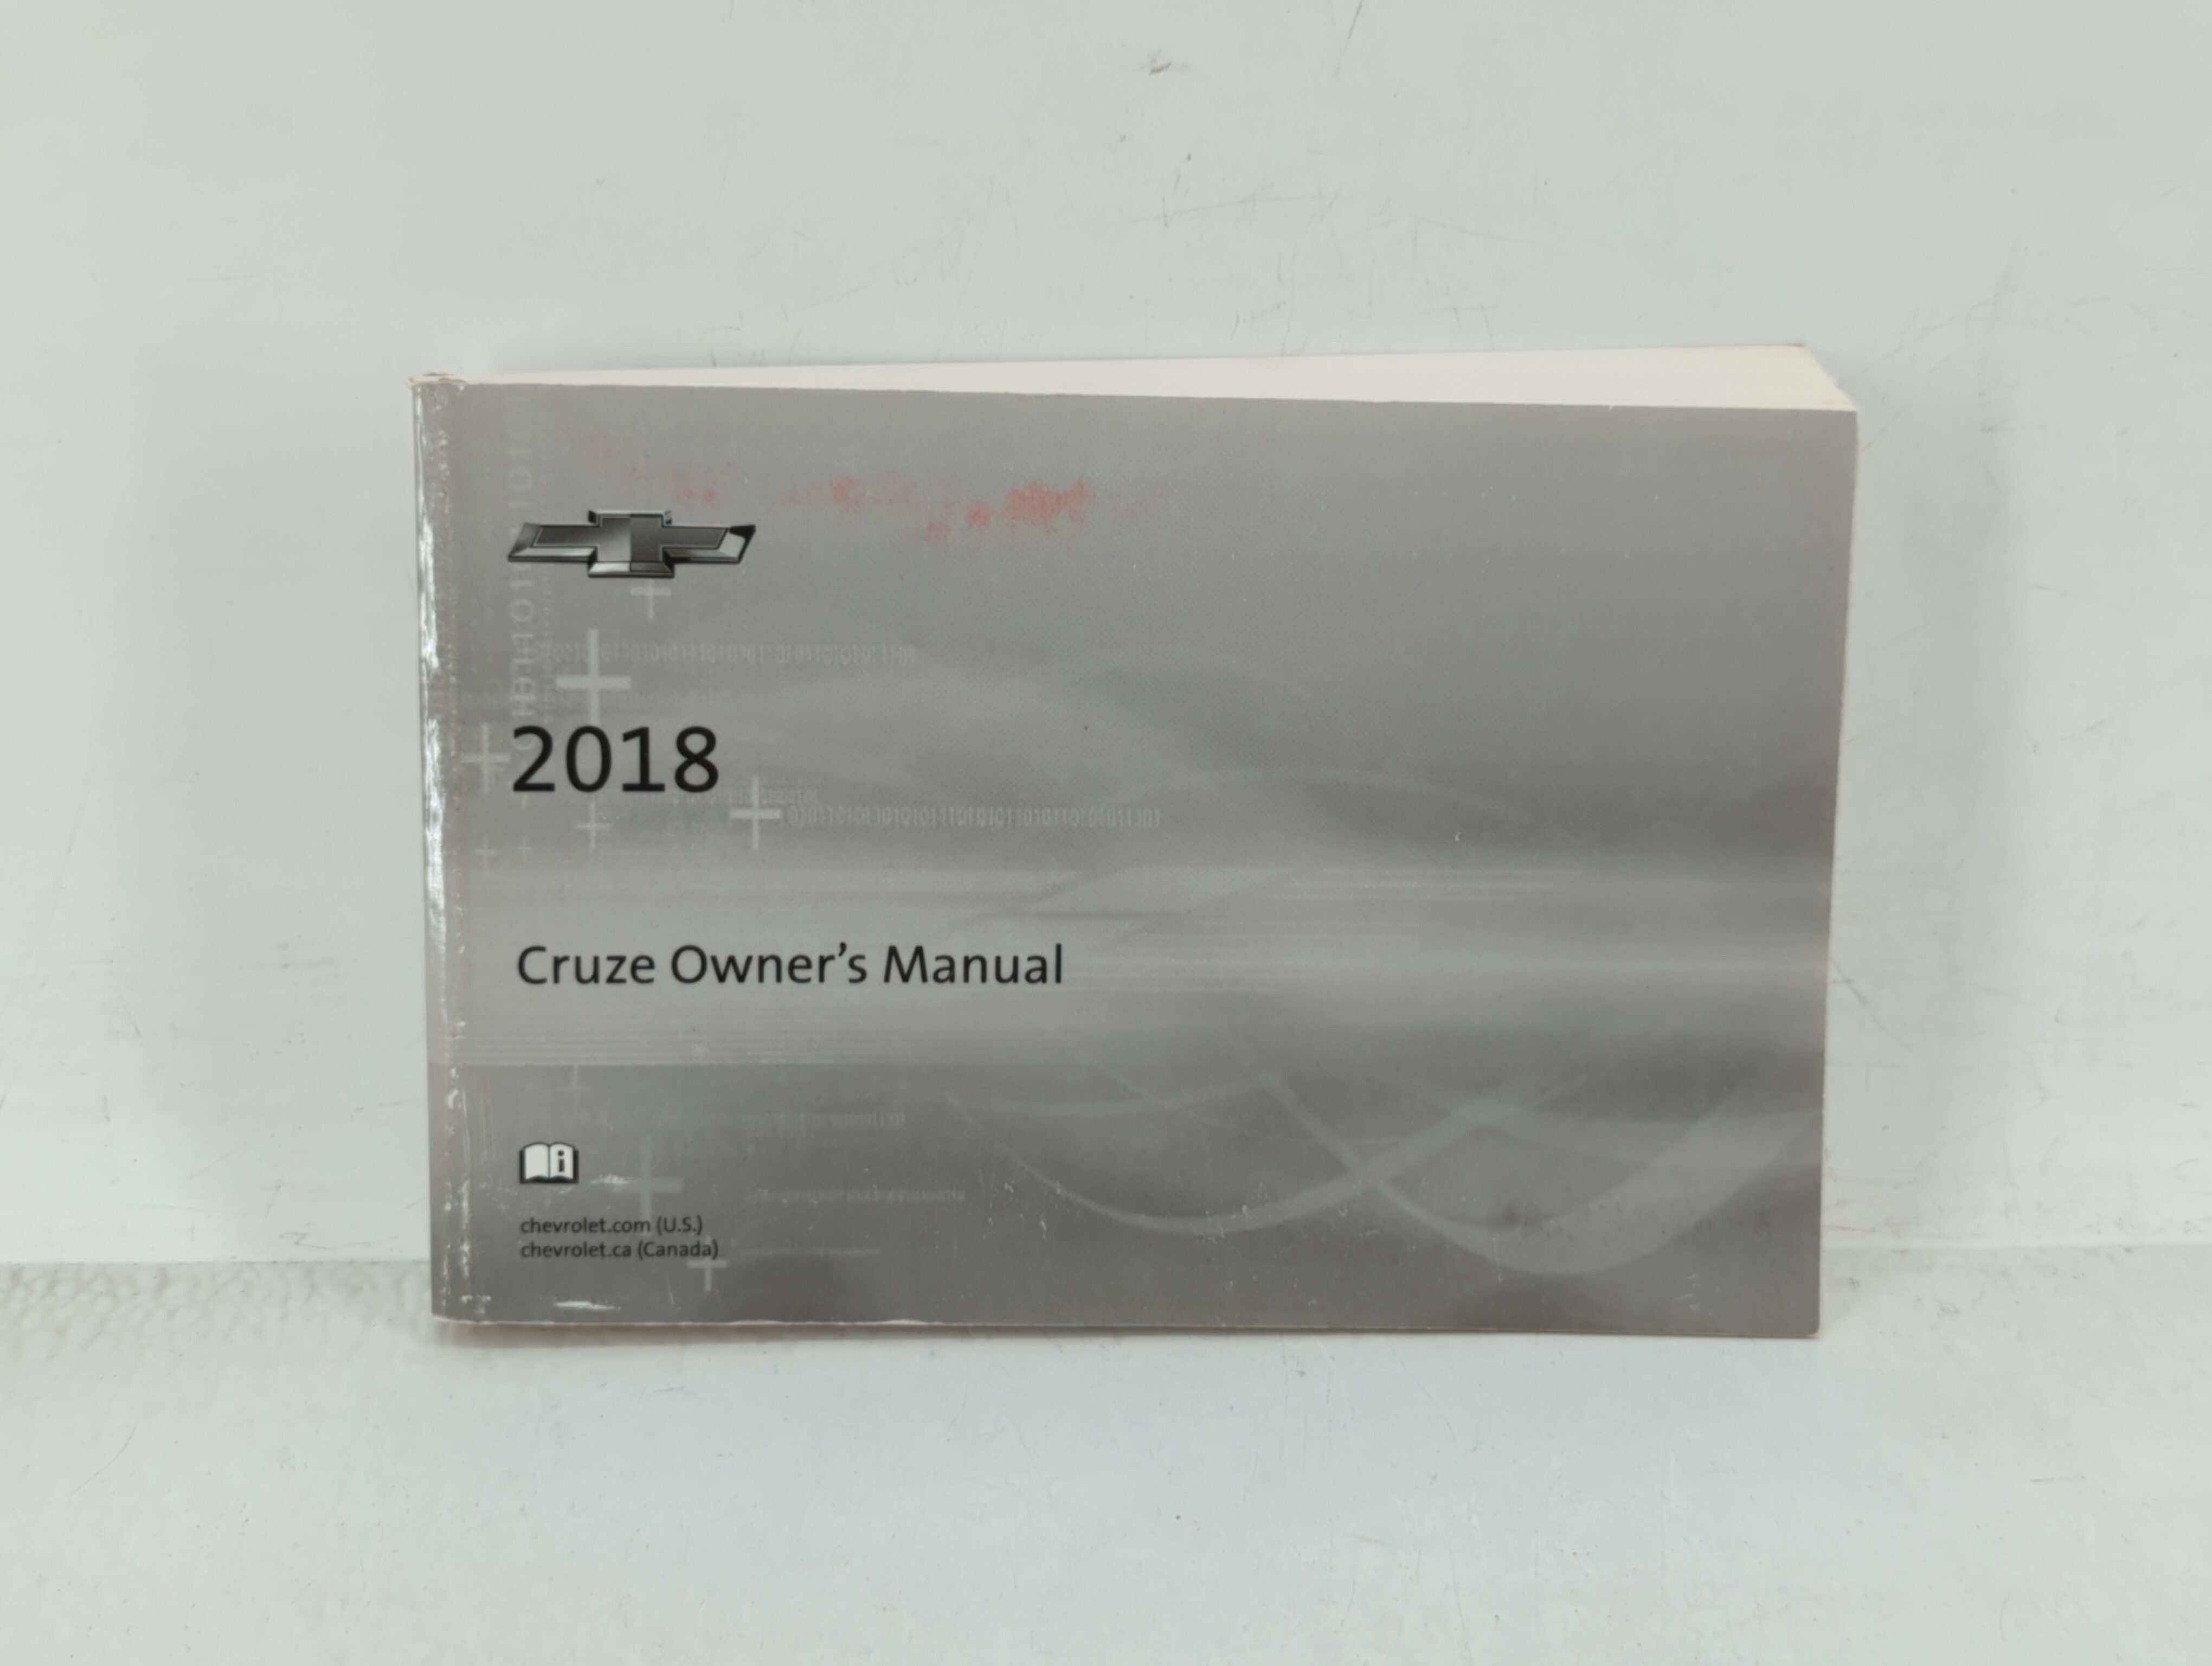 2018
Cruze Owner's Manual
i
chevrolet.com (U.S.)
chevrolet.ca (Canada)